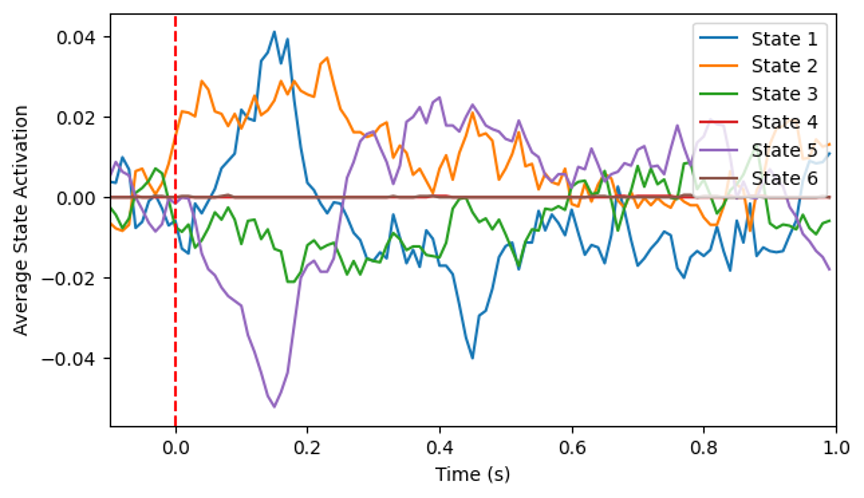 0.04
0.02
0.00
−0.02
−0.04
Average State Activation
State 1
State 2
State 3
State 4
State 5
State 6
0.0 0.2 0.4 0.6 0.8 1.0
Time (s)